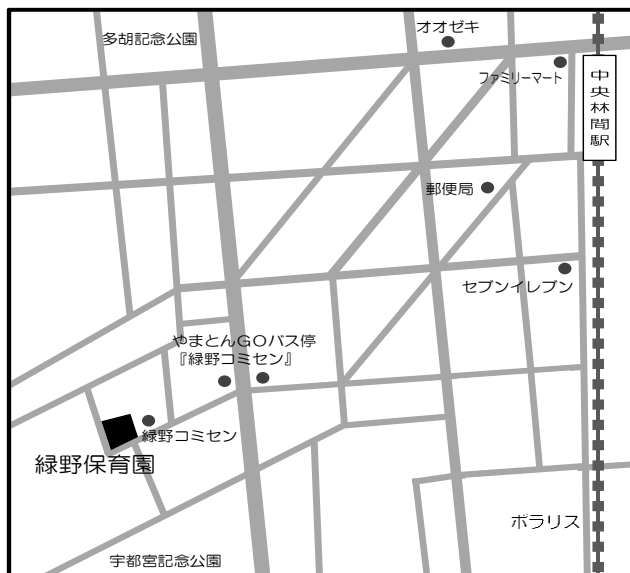 オオゼキ
多胡記念公園
ファミリーマート
中央林間駅
郵便局
セブンイレブン
やまとんGOバス停
『緑野コミセン』
緑野コミセン
緑野保育園
ポラリス
宇都宮記念公園